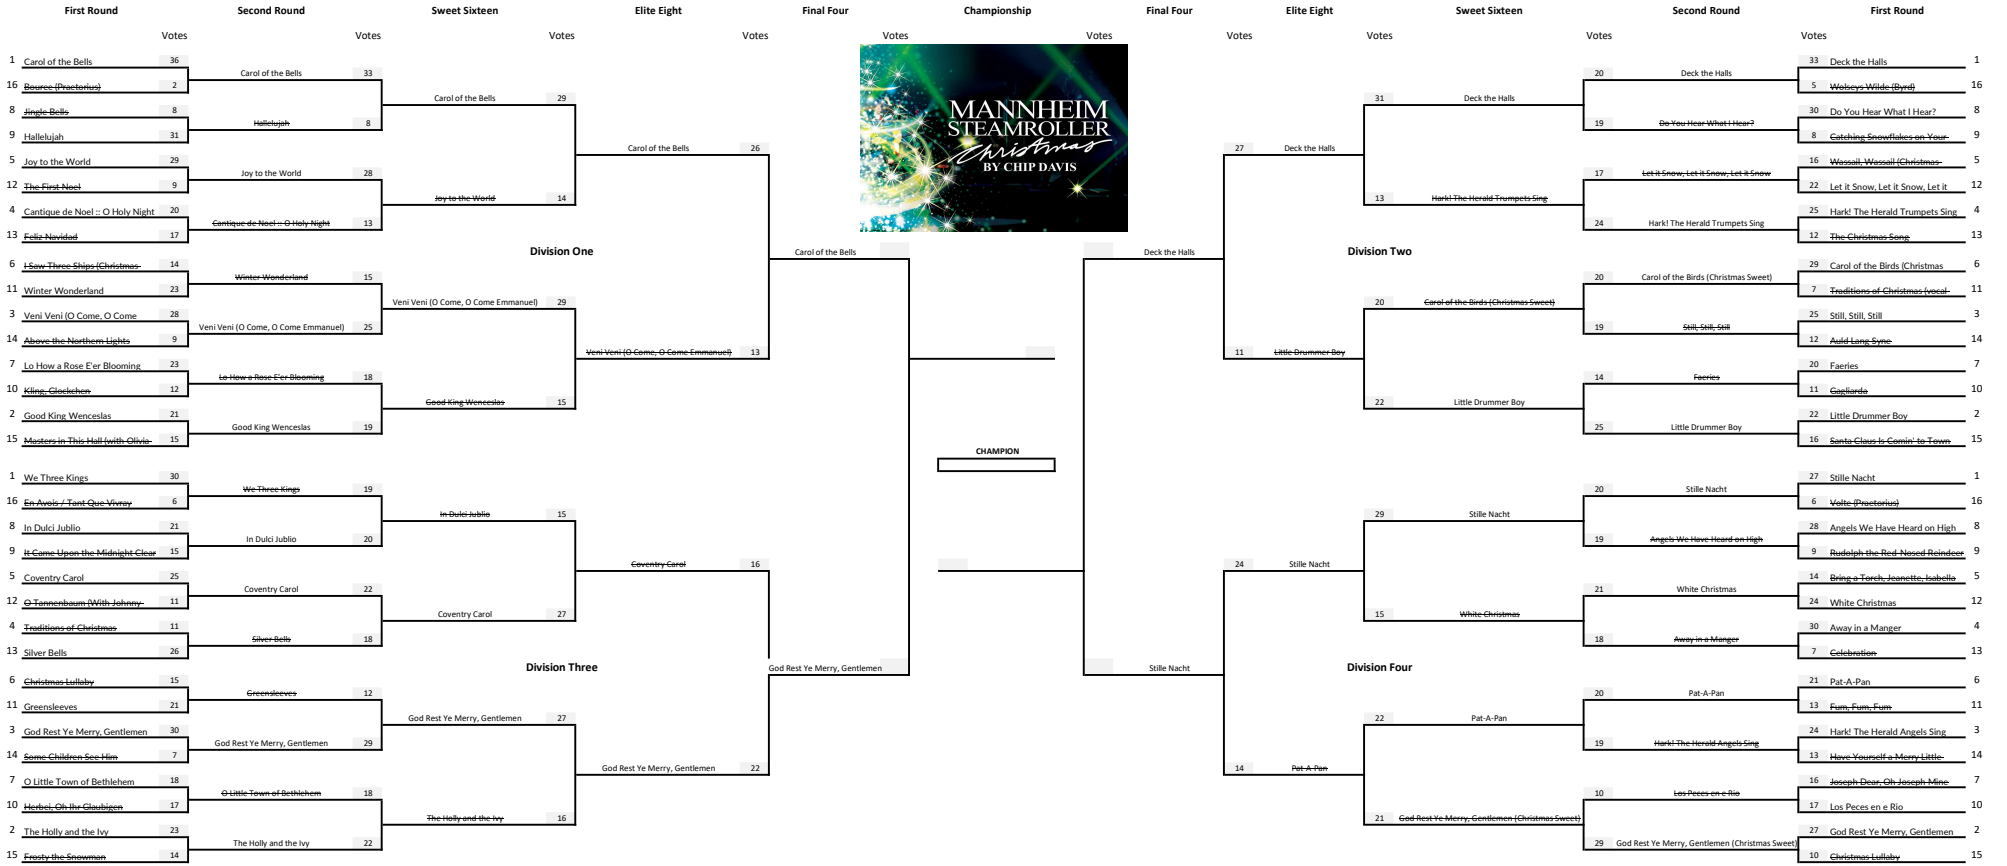 First Round Second Round Sweet Sixteen Elite Eight Final Four Championship Final Four Elite Eight Sweet Sixteen Second Round First Round
Votes Votes Votes Votes Votes Votes Votes Votes Votes Votes
MANNHEIM
STEAMROLLER
Christmas
BY CHIP DAVIS
1 Carol of the Bells 36
16 Bouree (Praetorius) 2
8 Jingle Bells 8
9 Hallelujah 31
5 Joy to the World 29
12 The First Noel 9
4 Cantique de Noel :: O Holy Night 20
13 Feliz Navidad 17
6 I Saw Three Ships (Christmas 14
11 Winter Wonderland 23
3 Veni Veni (O Come, O Come 28
14 Above the Northern Lights 9
7 Lo How a Rose E'er Blooming 23
10 Kling, Glockchen 12
2 Good King Wenceslas 21
15 Masters in This Hall (with Olivia 15
Carol of the Bells 33
Hallelujah 8
Joy to the World 28
Cantique de Noel :: O Holy Night 13
Winter Wonderland 15
Veni Veni (O Come, O Come Emmanuel) 25
Lo How a Rose E'er Blooming 18
Good King Wenceslas 19
Carol of the Bells 29
Joy to the World 14
Veni Veni (O Come, O Come Emmanuel) 29
Good King Wenceslas 15
Carol of the Bells 26
Veni Veni (O Come, O Come Emmanuel) 13
Division One
Carol of the Bells
1 We Three Kings 30
16 En Avois / Tant Que Vivray 6
8 In Dulci Jublio 21
9 It Came Upon the Midnight Clear 15
5 Coventry Carol 25
12 O Tannenbaum (With Johnny 11
4 Traditions of Christmas 11
13 Silver Bells 26
6 Christmas Lullaby 15
11 Greensleeves 21
3 God Rest Ye Merry, Gentlemen 30
14 Some Children See Him 7
7 O Little Town of Bethlehem 18
10 Herbei, Oh Ihr Glaubigen 17
2 The Holly and the Ivy 23
15 Frosty the Snowman 14
We Three Kings 19
In Dulci Jublio 20
Coventry Carol 22
Silver Bells 18
Greensleeves 12
God Rest Ye Merry, Gentlemen 29
O Little Town of Bethlehem 18
The Holly and the Ivy 22
In Dulci Jublio 15
Coventry Carol 27
God Rest Ye Merry, Gentlemen 27
The Holly and the Ivy 16
Coventry Carol 16
God Rest Ye Merry, Gentlemen 22
Division Three
God Rest Ye Merry, Gentlemen
CHAMPION
Deck the Halls
Division Two
27 Deck the Halls
11 Little Drummer Boy
31 Deck the Halls
13 Hark! The Herald Trumpets Sing
20 Carol of the Birds (Christmas Sweet)
22 Little Drummer Boy
20 Deck the Halls
19 Do You Hear What I Hear?
17 Let it Snow, Let it Snow, Let it Snow
24 Hark! The Herald Trumpets Sing
20 Carol of the Birds (Christmas Sweet)
19 Still, Still, Still
14 Faeries
25 Little Drummer Boy
33 Deck the Halls 1
5 Wolseys Wilde (Byrd) 16
30 Do You Hear What I Hear? 8
8 Catching Snowflakes on Your 9
16 Wassail, Wassail (Christmas 5
22 Let it Snow, Let it Snow, Let it 12
25 Hark! The Herald Trumpets Sing 4
12 The Christmas Song 13
29 Carol of the Birds (Christmas 6
7 Traditions of Christmas (vocal 11
25 Still, Still, Still 3
12 Auld Lang Syne 14
20 Faeries 7
11 Gagliarda 10
22 Little Drummer Boy 2
16 Santa Claus Is Comin' to Town 15
Stille Nacht
Division Four
24 Stille Nacht
14 Pat-A-Pan
29 Stille Nacht
15 White Christmas
22 Pat-A-Pan
21 God Rest Ye Merry, Gentlemen (Christmas Sweet)
20 Stille Nacht
19 Angels We Have Heard on High
21 White Christmas
18 Away in a Manger
20 Pat-A-Pan
19 Hark! The Herald Angels Sing
10 Los Peces en e Rio
29 God Rest Ye Merry, Gentlemen (Christmas Sweet)
27 Stille Nacht 1
6 Volte (Praetorius) 16
28 Angels We Have Heard on High 8
9 Rudolph the Red-Nosed Reindeer 9
14 Bring a Torch, Jeanette, Isabella 5
24 White Christmas 12
30 Away in a Manger 4
7 Celebration 13
21 Pat-A-Pan 6
13 Fum, Fum, Fum 11
24 Hark! The Herald Angels Sing 3
13 Have Yourself a Merry Little 14
16 Joseph Dear, Oh Joseph Mine 7
17 Los Peces en e Rio 10
27 God Rest Ye Merry, Gentlemen 2
10 Christmas Lullaby 15